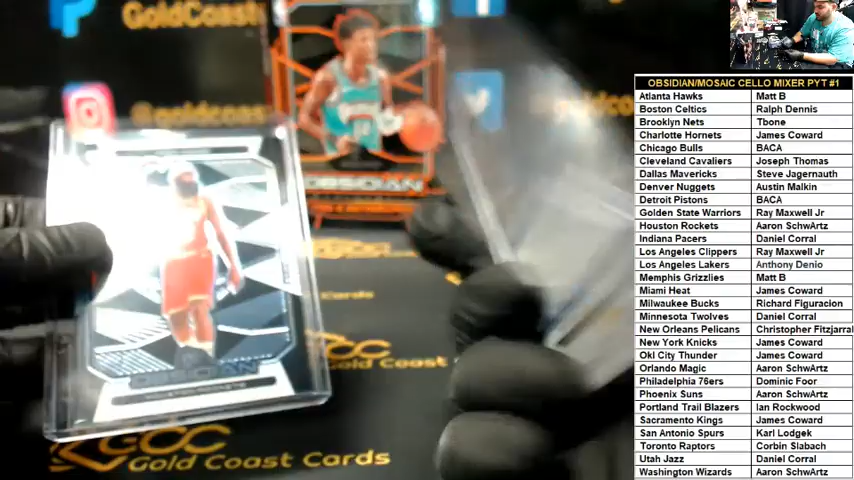 GoldCoast
@goldcoas
OBSIDIAN
OBSIDIAN
Cards
GCC
Gold Coast
GCC
Gold Coast Cards
OBSIDIAN/MOSAIC CELLO MIXER PYT #1
Atlanta Hawks Matt B
Boston Celtics Ralph Dennis
Brooklyn Nets Tbone
Charlotte Hornets James Coward
Chicago Bulls BACA
Cleveland Cavaliers Joseph Thomas
Dallas Mavericks Steve Jagernauth
Denver Nuggets Austin Malkin
Detroit Pistons BACA
Golden State Warriors Ray Maxwell Jr
Houston Rockets Aaron SchwArtz
Indiana Pacers Daniel Corral
Los Angeles Clippers Ray Maxwell Jr
Los Angeles Lakers Anthony Denio
Memphis Grizzlies Matt B
Miami Heat James Coward
Milwaukee Bucks Richard Figuracion
Minnesota Twolves Daniel Corral
New Orleans Pelicans Christopher Fitzjarral
New York Knicks James Coward
Okl City Thunder James Coward
Orlando Magic Aaron SchwArtz
Philadelphia 76ers Dominic Foor
Phoenix Suns Aaron SchwArtz
Portland Trail Blazers Ian Rockwood
Sacramento Kings James Coward
San Antonio Spurs Karl Lodgek
Toronto Raptors Corbin Slabach
Utah Jazz Daniel Corral
Washington Wizards Aaron SchwArtz